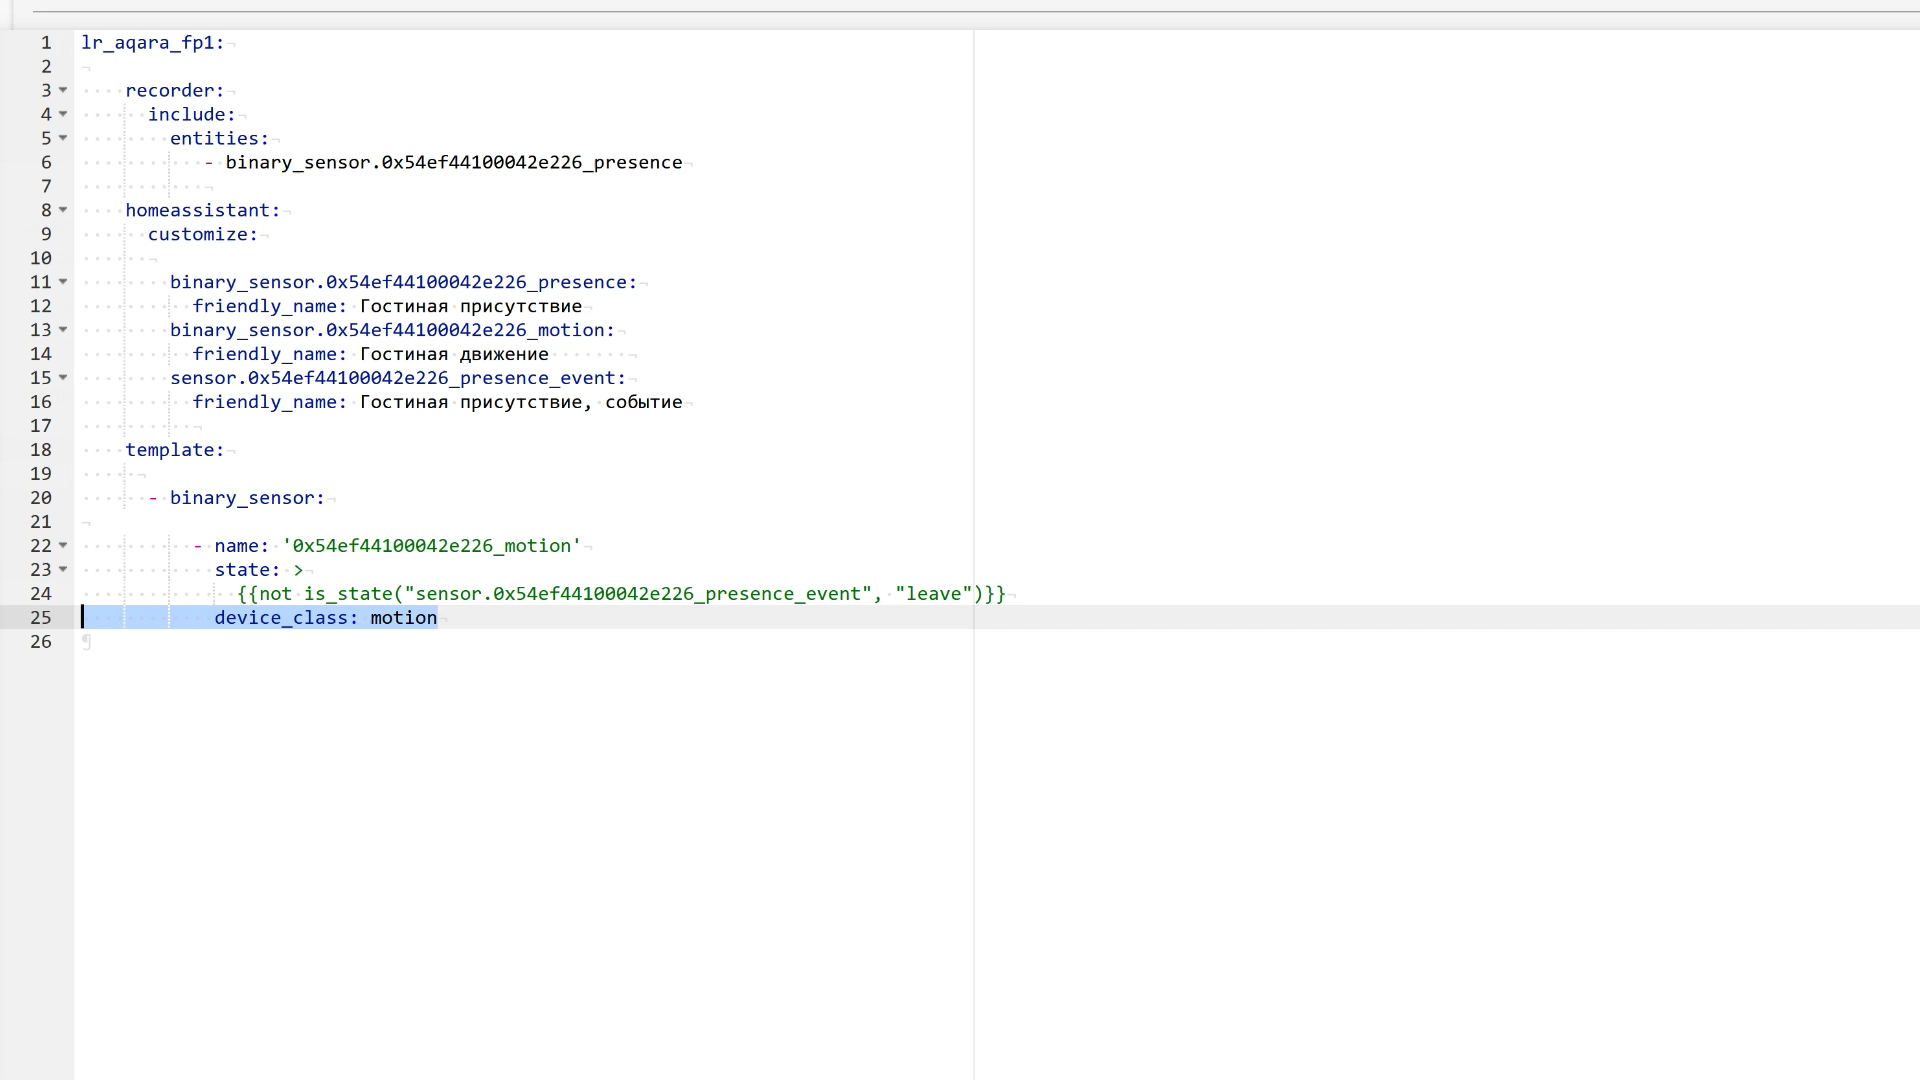 1 lr_aqara_fp1:
2
3 recorder:
4 include:
5 entities:
6 - binary_sensor.0x54ef44100042e226_presence
7
8 homeassistant:
9 customize:
10
11 binary_sensor.0x54ef44100042e226_presence:
12 friendly_name: Гостиная присутствие
13 binary_sensor.0x54ef44100042e226_motion:
14 friendly_name: Гостиная движение
15 sensor.0x54ef44100042e226_presence_event:
16 friendly_name: Гостиная присутствие, событие
17
18 template:
19
20 - binary_sensor:
21
22 - name: '0x54ef44100042e226_motion'
23 state: >
24 {{not is_state("sensor.0x54ef44100042e226_presence_event", "leave")}}
25 device_class: motion
26